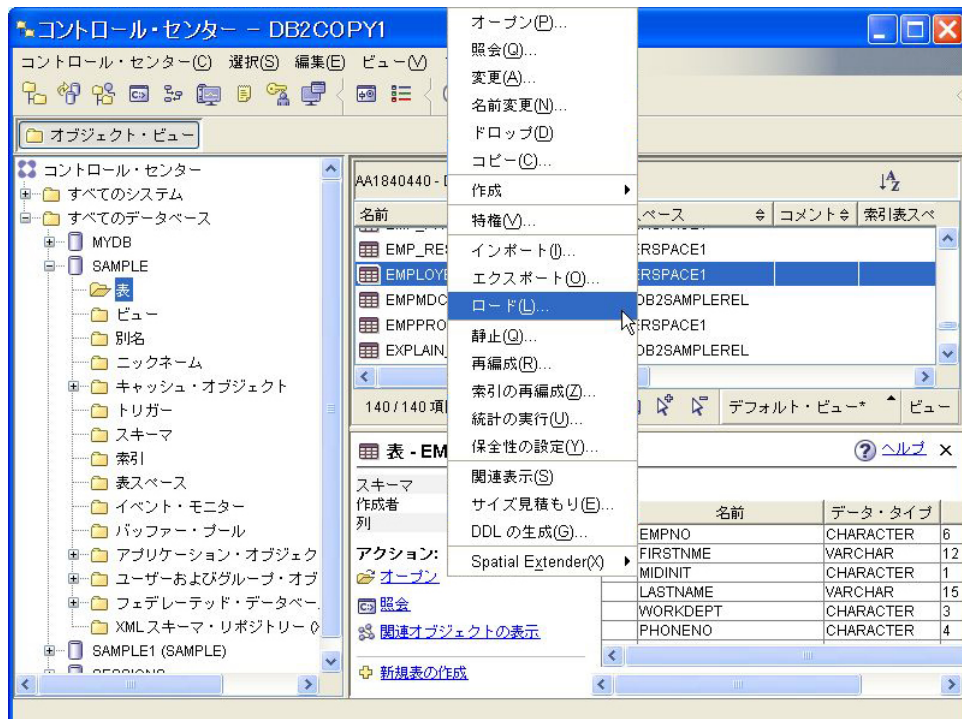 コントロール・センター - DB2COPY1
コントロール・センター(C) 選択(S) 編集(E) ビュー(V)
オブジェクト・ビュー
コントロール・センター
すべてのシステム
すべてのデータベース
MYDB
SAMPLE
表
ビュー
別名
ニックネーム
キャッシュ・オブジェクト
トリガー
スキーマ
索引
表スペース
イベント・モニター
バッファー・プール
アプリケーション・オブジェク
ユーザーおよびグループ・オブ
フェデレーテッド・データベー
XMLスキーマ・リポジトリー
SAMPLE1 (SAMPLE)
オープン(P)...
照会(Q)...
変更(A)...
名前変更(N)...
ドロップ(D)
コピー(C)...
作成
特権(V)...
インポート(I)...
エクスポート(O)...
ロード(L)...
静止(Q)...
再編成(R)...
索引の再編成(Z)...
統計の実行(U)...
保全性の設定(Y)...
関連表示(S)
サイズ見積もり(E)...
DDL の生成(G)...
Spatial Extender(X)
AA1840440 -
名前 ペース コメント 索引表スペ
EMP_RE ERSPACE1
EMPLOYE ERSPACE1
EMPMDC DB2SAMPLEREL
EMPPRO ERSPACE1
EXPLAIN_ DB2SAMPLEREL
140 / 140 項 デフォルト・ビュー* ビュー
表 - EM ヘルプ
スキーマ
作成者
列
アクション:
オープン
照会
関連オブジェクトの表示
新規表の作成
名前 データ・タイプ
EMPNO CHARACTER 6
FIRSTNME VARCHAR 12
MIDINIT CHARACTER 1
LASTNAME VARCHAR 15
WORKDEPT CHARACTER 3
PHONENO CHARACTER 4